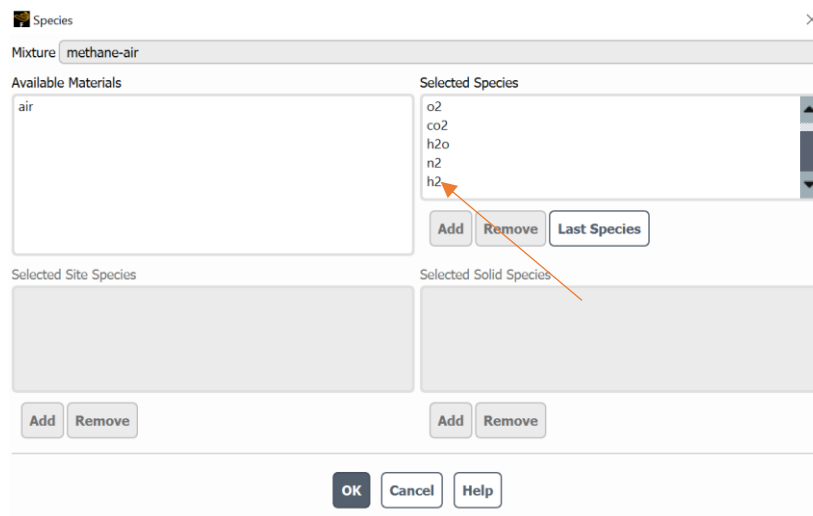 Species
Mixture methane-air
Available Materials
air
Selected Species
o2
co2
h2o
n2
h2
Add Remove Last Species
Selected Site Species
Selected Solid Species
Add Remove
Add Remove
OK Cancel Help